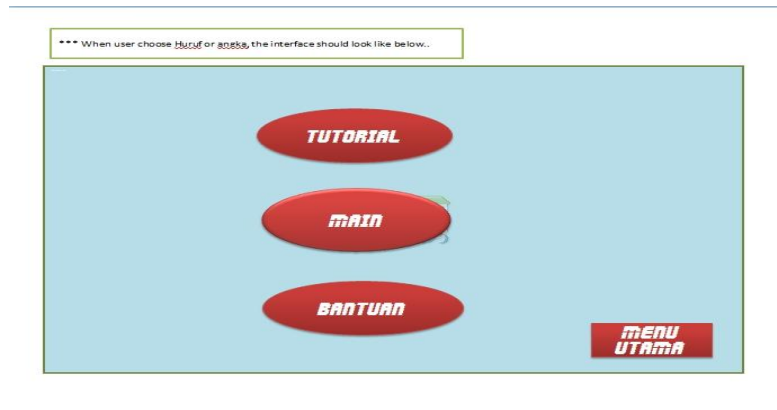 *** When user choose Huruf or angka, the interface should look like below..
TUTORIAL
MAIN
BANTUAN
MENU
UTAMA